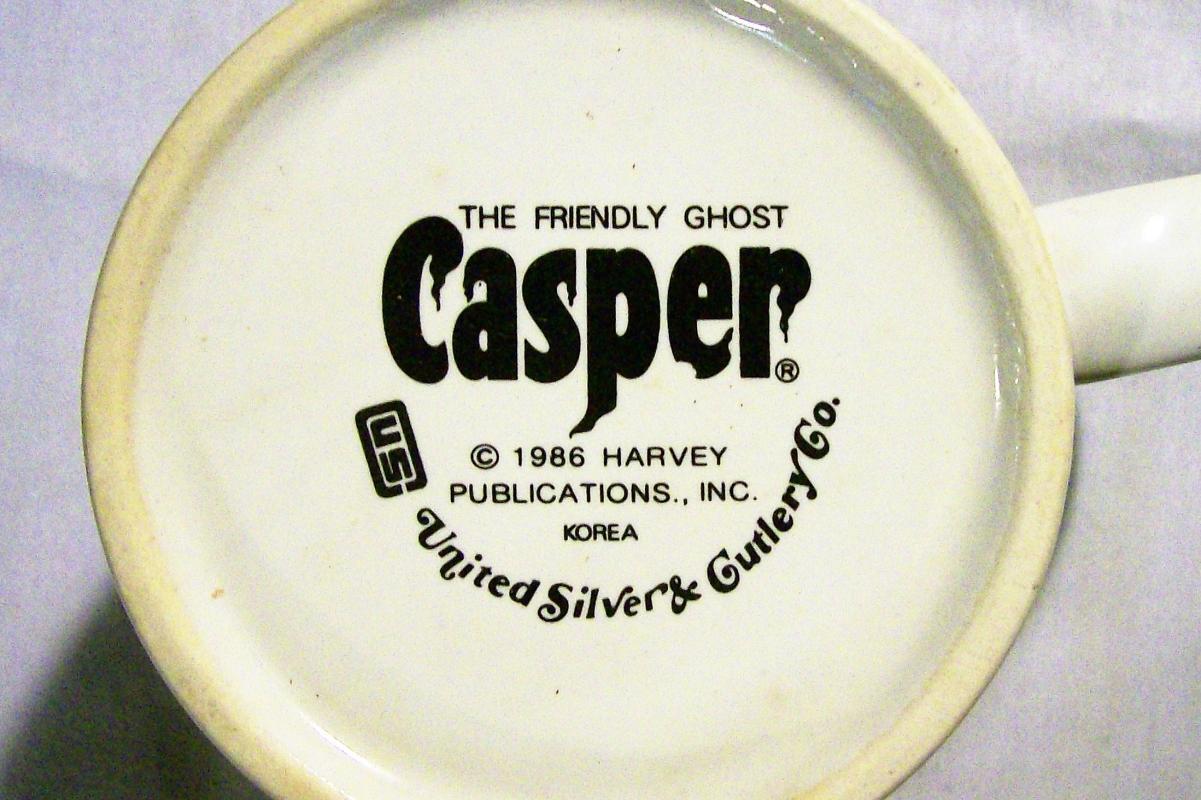 THE FRIENDLY GHOST
Casper®
US
© 1986 HARVEY
PUBLICATIONS., INC.
KOREA
United Silver & Cutlery Co.